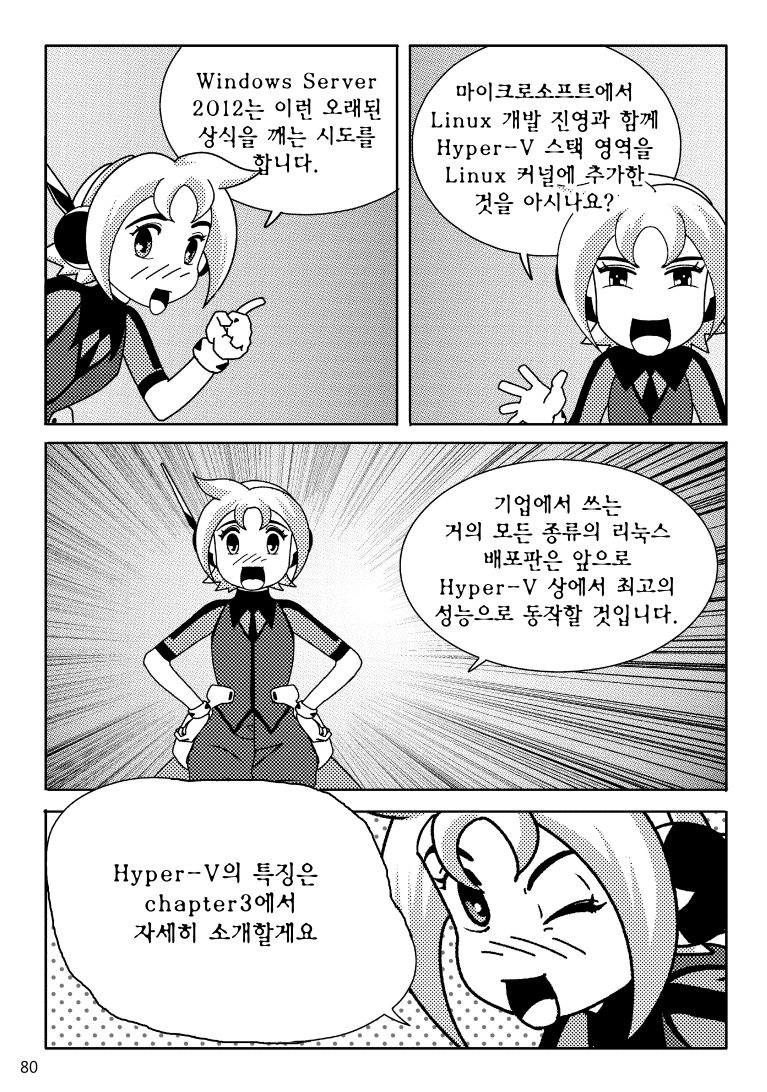 Windows Server
2012는 이런 오래된
상식을 깨는 시도를
합니다.
마이크로소프트에서
Linux 개발 진영과 함께
Hyper-V 스택 영역을
Linux 커널에 추가한
것을 아시나요?
기업에서 쓰는
거의 모든 종류의 리눅스
배포판은 앞으로
Hyper-V 상에서 최고의
성능으로 동작할 것입니다.
Hyper-V의 특징은
chapter3에서
자세히 소개할게요
80